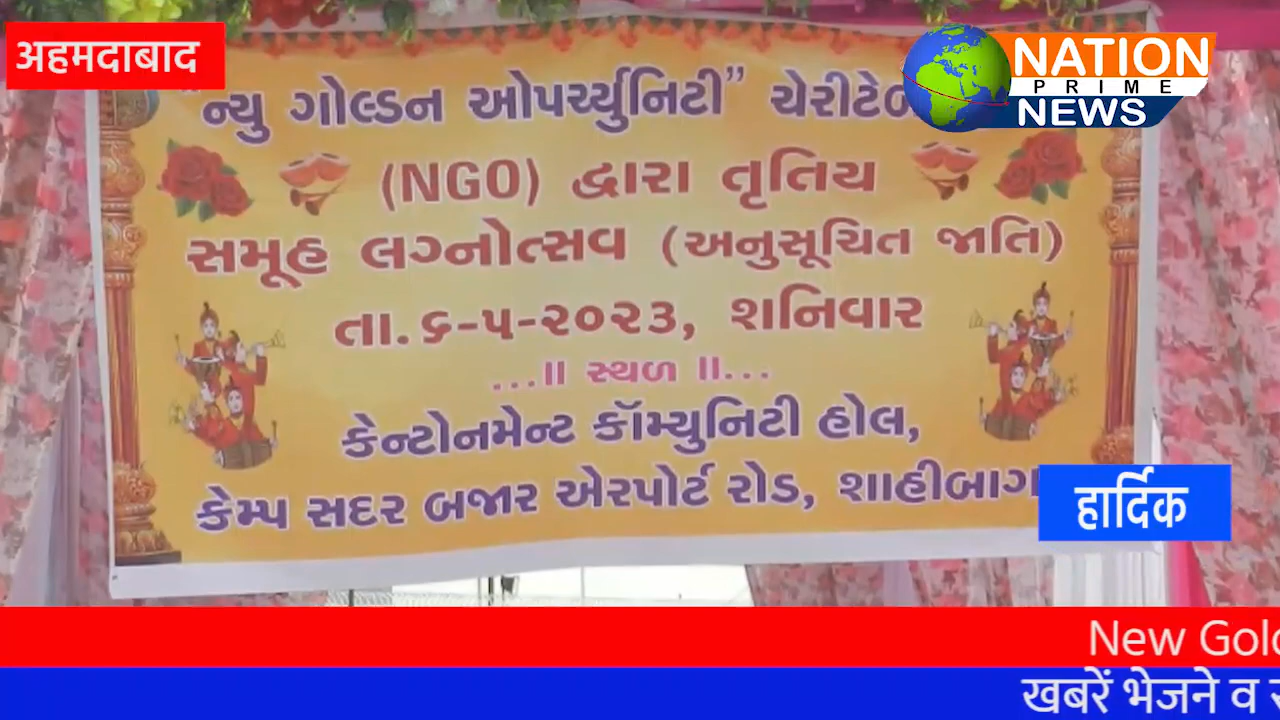 अहमदाबाद
NATION
PRIME
NEWS
"ન્યુ ગોલ્ડન ઓપર્ચ્યુનિટી" ચેરીટેબ
(NGO) દ્વારા તૃતિય
સમૂહ લગ્નોત્સવ (અનુસૂચિત જાતિ)
તા. ૬-૫-૨૦૨૩, શનિવાર
...॥ સ્થળ ॥...
કેન્ટોનમેન્ટ કૉમ્યુનિટી હોલ,
કેમ્પ સદર બજાર એરપોર્ટ રોડ, શાહીબાગ
हार्दिक
New Gold
खबरें भेजने व